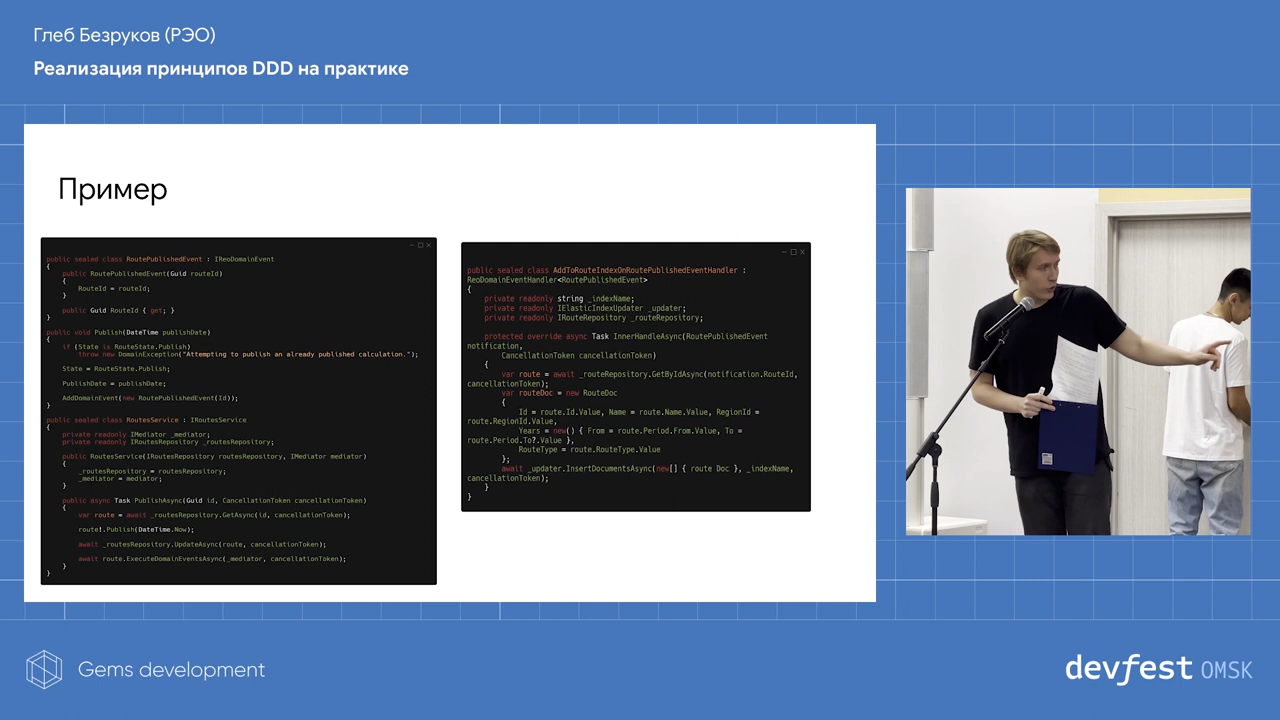 Глеб Безруков (РЭО)
Реализация принципов DDD на практике
Пример
public sealed class RoutePublishedEvent : IReoDomainEvent
{
public RoutePublishedEvent(Guid routeId)
{
RouteId = routeId;
}
public Guid RouteId { get; }
}
public void Publish(DateTime publishDate)
{
if (State is RouteState.Publish)
throw new DomainException("Attempting to publish an already published calculation.");
State = RouteState.Publish;
PublishDate = publishDate;
AddDomainEvent(new RoutePublishedEvent(Id));
}
public sealed class RoutesService : IRoutesService
{
private readonly IMediator _mediator;
private readonly IRoutesRepository _routesRepository;
public RoutesService(IRoutesRepository routesRepository, IMediator mediator)
{
_routesRepository = routesRepository;
_mediator = mediator;
}
public async Task PublishAsync(Guid id, CancellationToken cancellationToken)
{
var route = await _routesRepository.GetAsync(id, cancellationToken);
route!.Publish(DateTime.Now);
await _routesRepository.UpdateAsync(route, cancellationToken);
await route.ExecuteDomainEventsAsync(_mediator, cancellationToken);
}
}
public sealed class AddToRouteIndexOnRoutePublishedEventHandler :
ReoDomainEventHandler<RoutePublishedEvent>
{
private readonly string _indexName;
private readonly IElasticIndexUpdater _updater;
private readonly IRouteRepository _routeRepository;
protected override async Task InnerHandleAsync(RoutePublishedEvent
notification,
CancellationToken cancellationToken)
{
var route = await _routeRepository.GetByIdAsync(notification.RouteId,
cancellationToken);
var routeDoc = new RouteDoc
{
Id = route.Id.Value, Name = route.Name.Value, RegionId =
route.RegionId.Value,
Years = new() { From = route.Period.From.Value, To =
route.Period.To?.Value },
RouteType = route.RouteType.Value
};
await _updater.InsertDocumentsAsync(new[] { route Doc }, _indexName,
cancellationToken);
}
}
Gems development
devfest OMSK